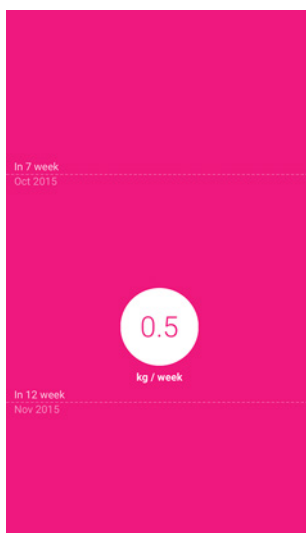 In 7 week
Oct 2015
0.5
kg / week
In 12 week
Nov 2015